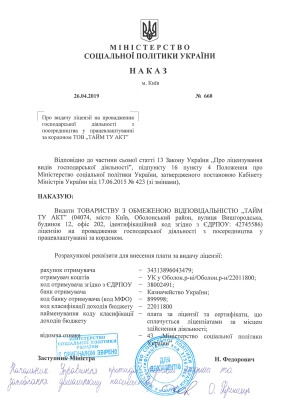 МІНІСТЕРСТВО
СОЦІАЛЬНОЇ ПОЛІТИКИ УКРАЇНИ
НАКАЗ
м. Київ
26.04.2019 № 660
Про видачу ліцензії на провадження
господарської діяльності з
посередництва у працевлаштуванні
за кордоном ТОВ „ТАЙМ ТУ АКТ”
Відповідно до частини сьомої статті 13 Закону України „Про ліцензування
видів господарської діяльності”, підпункту 16 пункту 4 Положення про
Міністерство соціальної політики України, затвердженого постановою Кабінету
Міністрів України від 17.06.2015 № 423 (зі змінами),
НАКАЗУЮ:
Видати ТОВАРИСТВУ З ОБМЕЖЕНОЮ ВІДПОВІДАЛЬНІСТЮ „ТАЙМ
ТУ АКТ” (04074, місто Київ, Оболонський район, вулиця Вишгородська,
будинок 12, офіс 202, ідентифікаційний код згідно з ЄДРПОУ: 42745586)
ліцензію на провадження господарської діяльності з посередництва у
працевлаштуванні за кордоном.
Розрахункові реквізити для внесення плати за видачу ліцензії:
рахунок отримувача – 34313896043479;
отримувач коштів – УК у Оболон.р-ні/Оболон.р-н/22011800;
код отримувача згідно з ЄДРПОУ – 38002491;
банк отримувача – Казначейство України;
код банку отримувача (код МФО) – 899998;
код класифікації доходів бюджету – 22011800
найменування коду класифікації – плата за ліцензії та сертифікати, що
доходів бюджету сплачується ліцензіатами за місцем
здійснення діяльності;
відомча ознака – 43 Міністерство соціальної політики
України.
Заступник Міністра Н. Федорович
З ОРИГІНАЛОМ ЗВІРЕНО
ДЛЯ